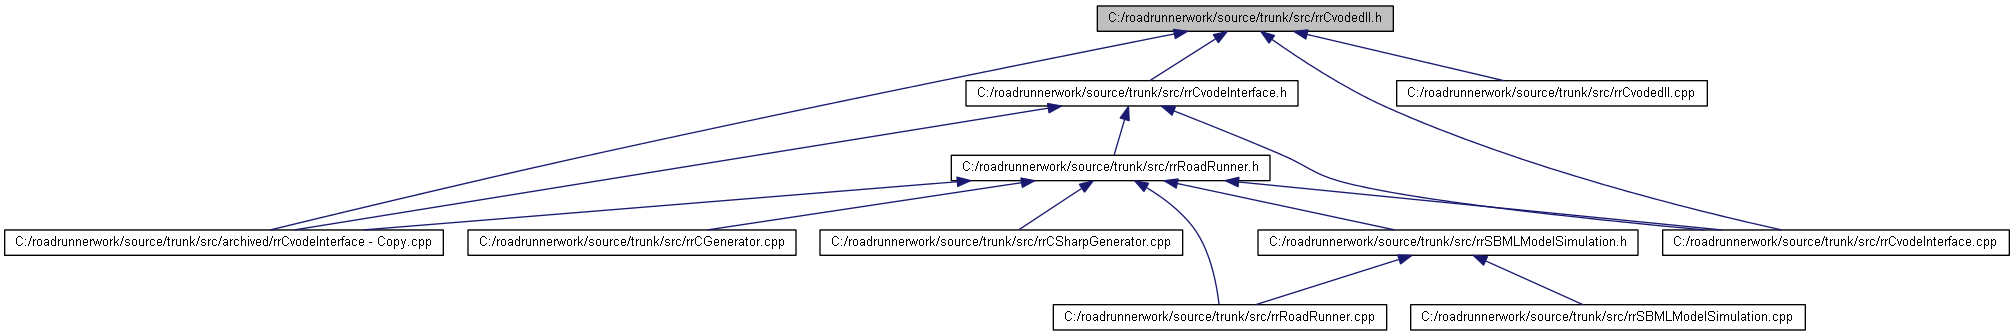 C:/roadrunnerwork/source/trunk/src/rrCvodedll.h
C:/roadrunnerwork/source/trunk/src/rrCvodeInterface.h
C:/roadrunnerwork/source/trunk/src/rrCvodedll.cpp
C:/roadrunnerwork/source/trunk/src/rrRoadRunner.h
C:/roadrunnerwork/source/trunk/src/archived/rrCvodeInterface - Copy.cpp
C:/roadrunnerwork/source/trunk/src/rrCGenerator.cpp
C:/roadrunnerwork/source/trunk/src/rrCSharpGenerator.cpp
C:/roadrunnerwork/source/trunk/src/rrSBMLModelSimulation.h
C:/roadrunnerwork/source/trunk/src/rrCvodeInterface.cpp
C:/roadrunnerwork/source/trunk/src/rrRoadRunner.cpp
C:/roadrunnerwork/source/trunk/src/rrSBMLModelSimulation.cpp